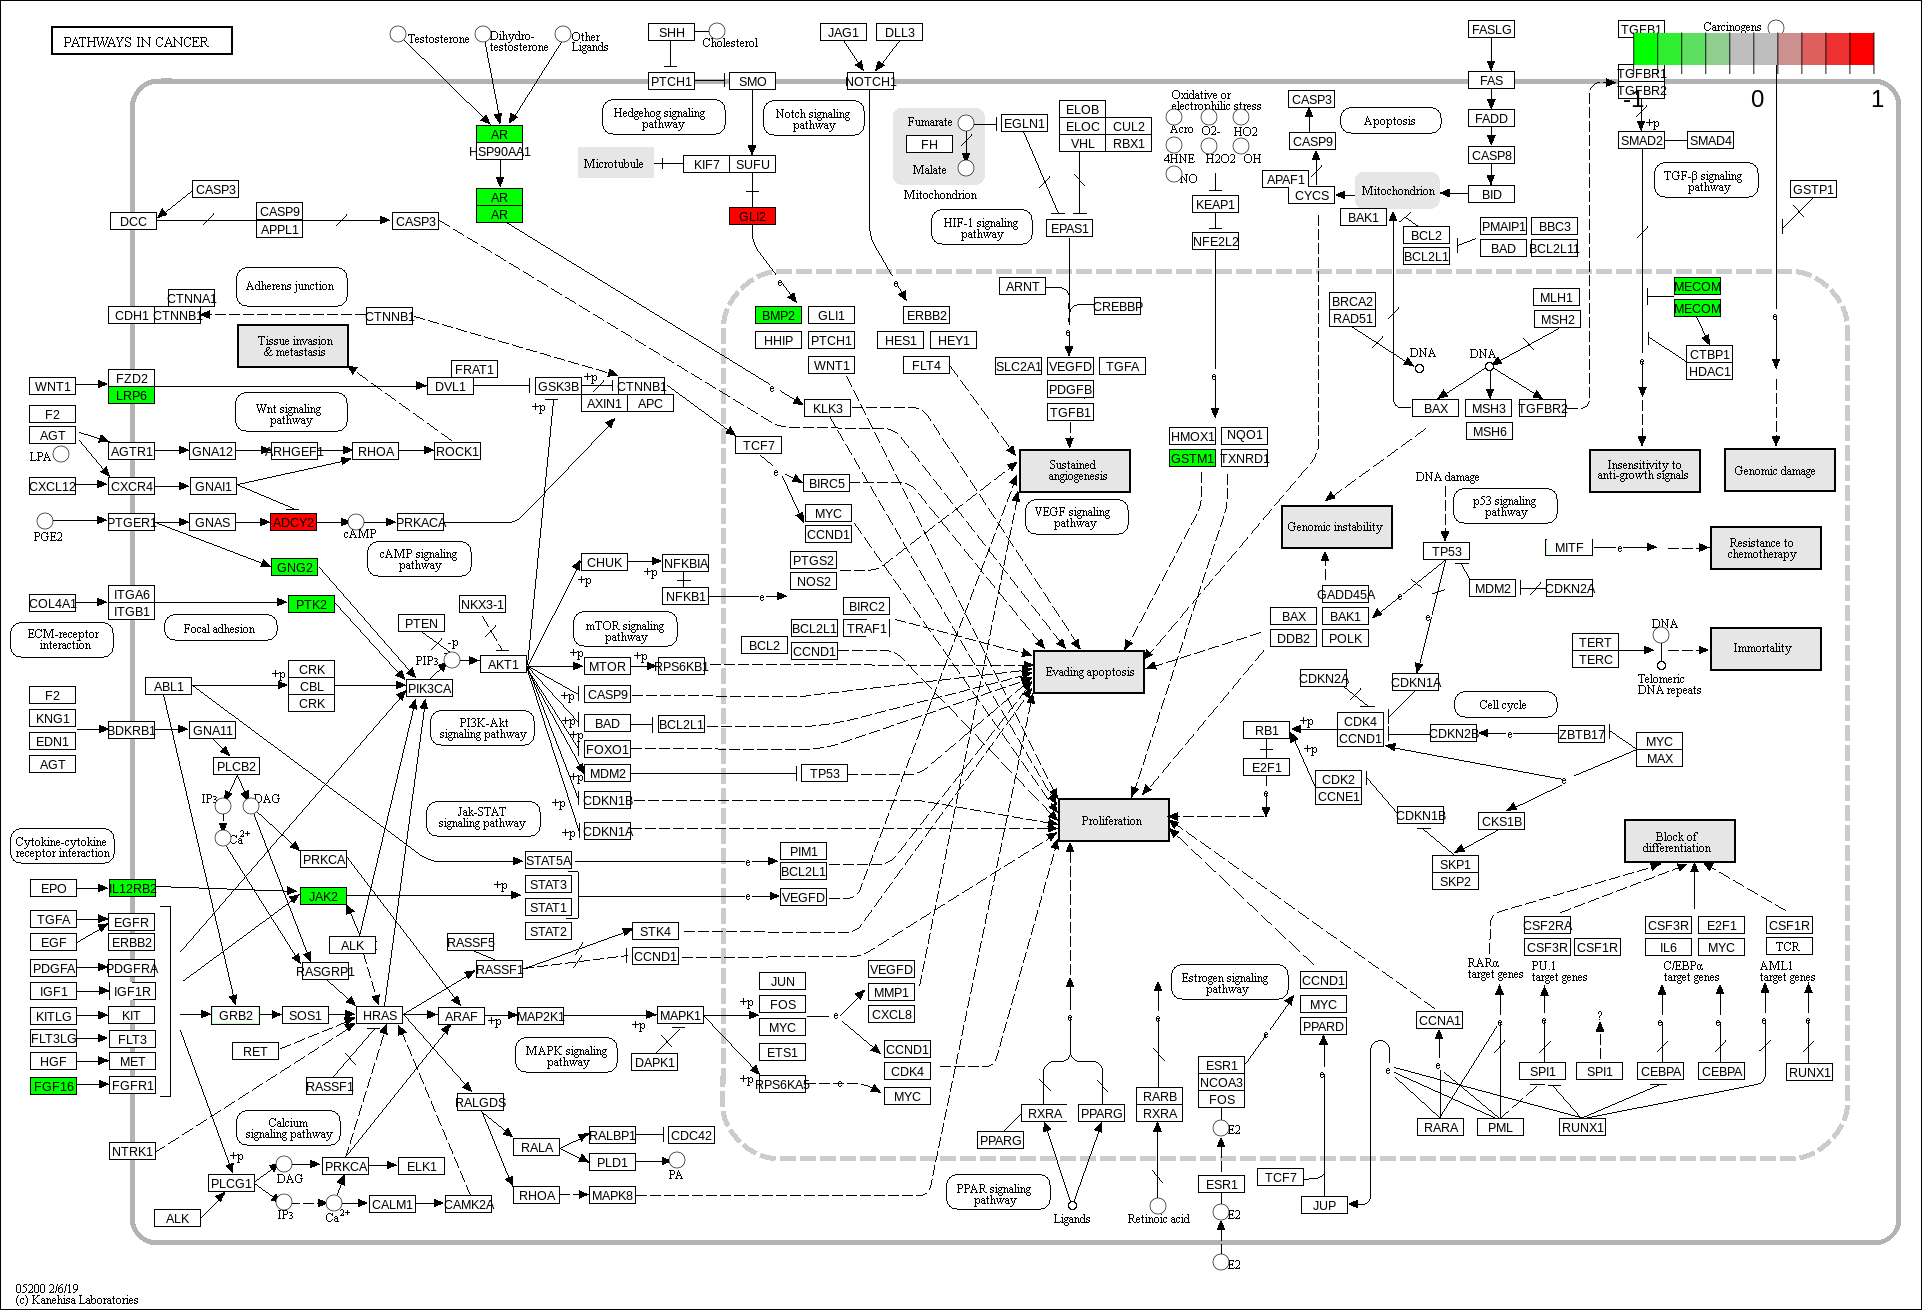 PATHWAYS IN CANCER
Testosterone
Dihydro-
testosterone
Other
Ligands
SHH
Cholesterol
JAG1
DLL3
FASLG
TGFB1
Carcinogens
-1
0
1
PTCH1
SMO
NOTCH1
FAS
TGFBR1
TGFBR2
Hedgehog signaling
pathway
Notch signaling
pathway
AR
HSP90AA1
AR
AR
Microtubule
KIF7
SUFU
GLI2
Fumarate
FH
Malate
Mitochondrion
EGLN1
ELOB
ELOC
CUL2
VHL
RBX1
HIF-1 signaling
pathway
EPAS1
Oxidative or
electrophilic stress
Acro
O2-
HO2
4HNE
H2O2
OH
NO
KEAP1
NFE2L2
CASP3
CASP9
APAF1
CYCS
Apoptosis
Mitochondrion
FADD
CASP8
BID
BAK1
BCL2
BCL2L1
PMAIP1
BBC3
BAD
BCL2L11
+p
SMAD2
SMAD4
TGF-β signaling
pathway
GSTP1
CASP3
DCC
CASP9
APPL1
CASP3
Adherens junction
CTNNA1
CDH1
CTNNB1
CTNNB1
Tissue invasion
& metastasis
e
BMP2
GLI1
HHIP
PTCH1
WNT1
e
ERBB2
HES1
HEY1
FLT4
ARNT
CREBBP
e
SLC2A1
VEGFD
TGFA
PDGFB
TGFB1
BRCA2
RAD51
DNA
MLH1
MSH2
DNA
MECOM
MECOM
CTBP1
HDAC1
e
e
e
WNT1
FZD2
LRP6
FRAT1
DVL1
GSK3B
+p
CTNNB1
AXIN1
APC
+p
Wnt signaling
pathway
e
KLK3
BAX
MSH3
TGFBR2
MSH6
F2
AGT
LPA
AGTR1
GNA12
ARHGEF1
RHOA
ROCK1
TCF7
e
BIRC5
HMOX1
NQO1
GSTM1
TXNRD1
Sustained
angiogenesis
Insensitivity to
anti-growth signals
Genomic damage
CXCL12
CXCR4
GNAI1
MYC
CCND1
VEGF signaling
pathway
Genomic instability
DNA damage
p53 signaling
pathway
PGE2
PTGER1
GNAS
ADCY2
cAMP
PRKACA
cAMP signaling
pathway
GNG2
CHUK
+p
+p
NFKBIA
NFKB1
e
PTGS2
NOS2
TP53
MITF
e
Resistance to
chemotherapy
MDM2
CDKN2A
COL4A1
ITGA6
ITGB1
PTK2
ECM-receptor
interaction
Focal adhesion
NKX3-1
PTEN
-p
PIP3
AKT1
mTOR signaling
pathway
BIRC2
BCL2L1
TRAF1
BCL2
CCND1
GADD45A
BAX
BAK1
DDB2
POLK
e
e
TERT
TERC
DNA
Telomeric
DNA repeats
Immortality
ABL1
+p
CRK
CBL
CRK
PIK3CA
PI3K-Akt
signaling pathway
+p
MTOR
+p
RPS6KB1
+p
CASP9
+p
BAD
BCL2L1
+p
FOXO1
+p
MDM2
TP53
+p
CDKN1B
+p
CDKN1A
Evading apoptosis
CDKN2A
CDKN1A
Cell cycle
F2
KNG1
EDN1
AGT
BDKRB1
GNA11
PLCB2
IP3
DAG
Ca2+
RB1
+p
CDK4
CCND1
CDKN2B
e
ZBTB17
MYC
MAX
E2F1
+p
e
CDK2
CCNE1
e
CDKN1B
CKS1B
SKP1
SKP2
Proliferation
Block of
differentiation
Jak-STAT
signaling pathway
Cytokine-cytokine
receptor interaction
PRKCA
EPO
IL12RB2
JAK2
STAT5A
+p
STAT3
STAT1
STAT2
e
PIM1
BCL2L1
e
VEGFD
TGFA
EGFR
EGF
ERBB2
PDGFA
PDGFRA
IGF1
IGF1R
KITLG
KIT
FLT3LG
FLT3
HGF
MET
FGF16
FGFR1
ALK
RASGRP1
RASSF5
RASSF1
STK4
CCND1
GRB2
SOS1
HRAS
ARAF
+p
MAP2K1
MAPK1
+p
DAPK1
MAPK signaling
pathway
RET
RASSF1
+p
JUN
FOS
MYC
ETS1
e
VEGFD
MMP1
CXCL8
CCND1
CDK4
MYC
+p
RPS6KA5
e
RALGDS
Calcium
signaling pathway
NTRK1
+p
PLCG1
DAG
IP3
Ca2+
PRKCA
ELK1
CALM1
CAMK2A
ALK
RALA
RALBP1
CDC42
PLD1
PA
RHOA
MAPK8
e
RXRA
PPARG
PPARG
PPAR signaling
pathway
Ligands
e
RARB
RXRA
Retinoic acid
Estrogen signaling
pathway
CCND1
MYC
PPARD
e
ESR1
NCOA3
FOS
E2
ESR1
E2
E2
e
TCF7
JUP
CCNA1
e
e
RARA
PML
RUNX1
CSF2RA
CSF3R
CSF1R
RARα
target genes
PU.1
target genes
CSF3R
E2F1
IL6
MYC
C/EBPα
target genes
CSF1R
TCR
AML1
target genes
e
e
?
e
e
e
e
SPI1
SPI1
CEBPA
CEBPA
RUNX1
05200 2/6/19
(c) Kanehisa Laboratories